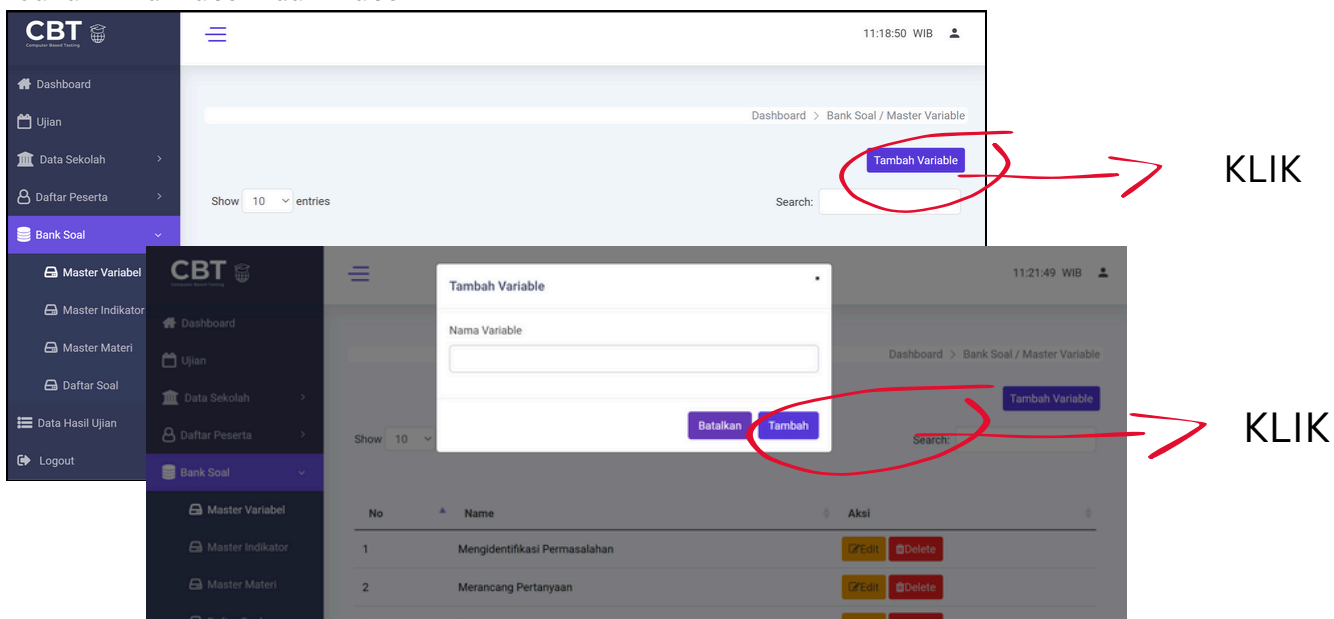 CBT
Computer Based Testing
11:18:50 WIB
Dashboard
Ujian
Data Sekolah
Daftar Peserta
Bank Soal
Master Variabel
Master Indikator
Master Materi
Daftar Soal
Data Hasil Ujian
Logout
Dashboard > Bank Soal / Master Variable
Tambah Variable
Show 10 entries
Search:
KLIK
CBT
Computer Based Testing
11:21:49 WIB
Dashboard
Ujian
Data Sekolah
Daftar Peserta
Bank Soal
Master Variabel
Master Indikator
Master Materi
Tambah Variable
Nama Variable
Batalkan Tambah
Dashboard > Bank Soal / Master Variable
Tambah Variable
Show 10
Search:
No Name Aksi
1 Mengidentifikasi Permasalahan Edit Delete
2 Merancang Pertanyaan Edit Delete
KLIK